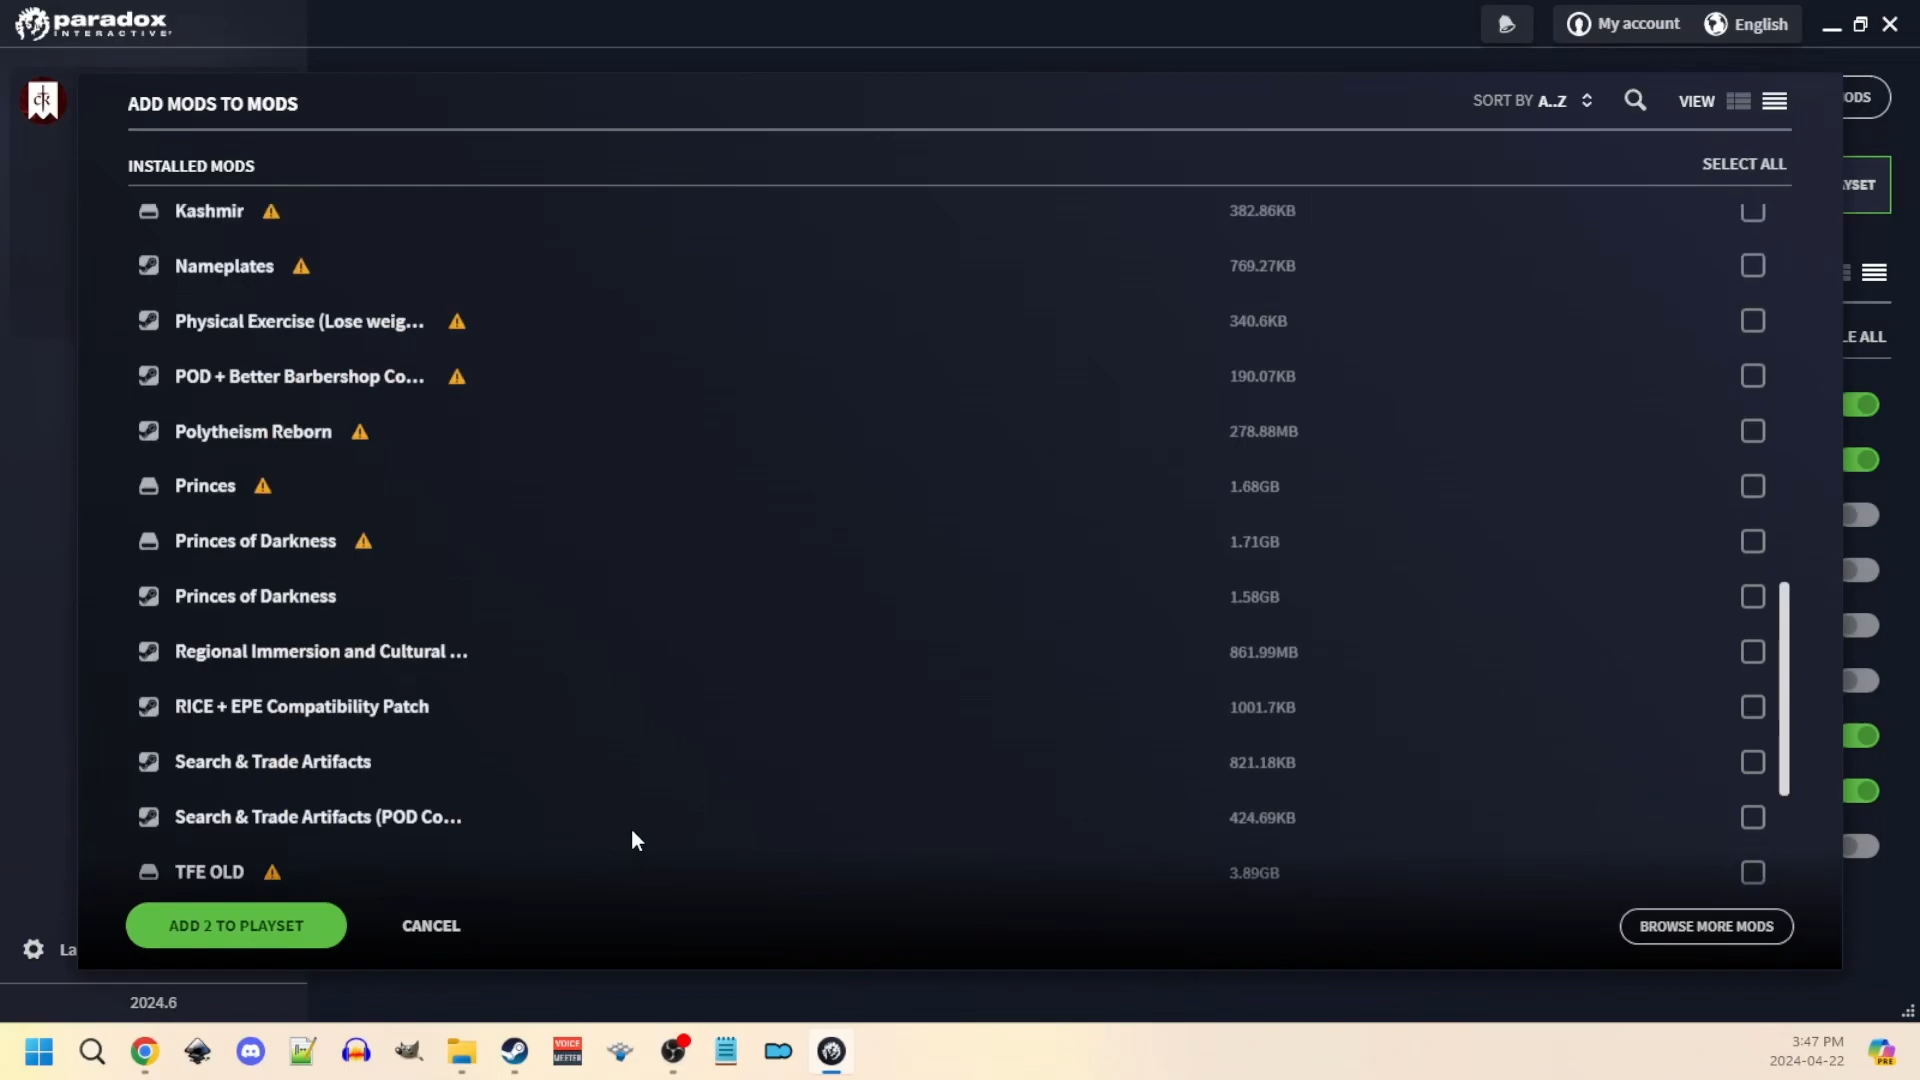 paradox
INTERACTIVE
My account
English
ADD MODS TO MODS
SORT BY A..Z
VIEW
ODS
INSTALLED MODS
SELECT ALL
YSET
Kashmir
382.86KB
Nameplates
769.27KB
Physical Exercise (Lose weig...
340.6KB
LE ALL
POD + Better Barbershop Co...
190.07KB
Polytheism Reborn
278.88MB
Princes
1.68GB
Princes of Darkness
1.71GB
Princes of Darkness
1.58GB
Regional Immersion and Cultural ...
861.99MB
RICE + EPE Compatibility Patch
1001.7KB
Search & Trade Artifacts
821.18KB
Search & Trade Artifacts (POD Co...
424.69KB
TFE OLD
3.89GB
ADD 2 TO PLAYSET
CANCEL
BROWSE MORE MODS
La
2024.6
VOICE
MEETER
3:47 PM
2024-04-22
PRE